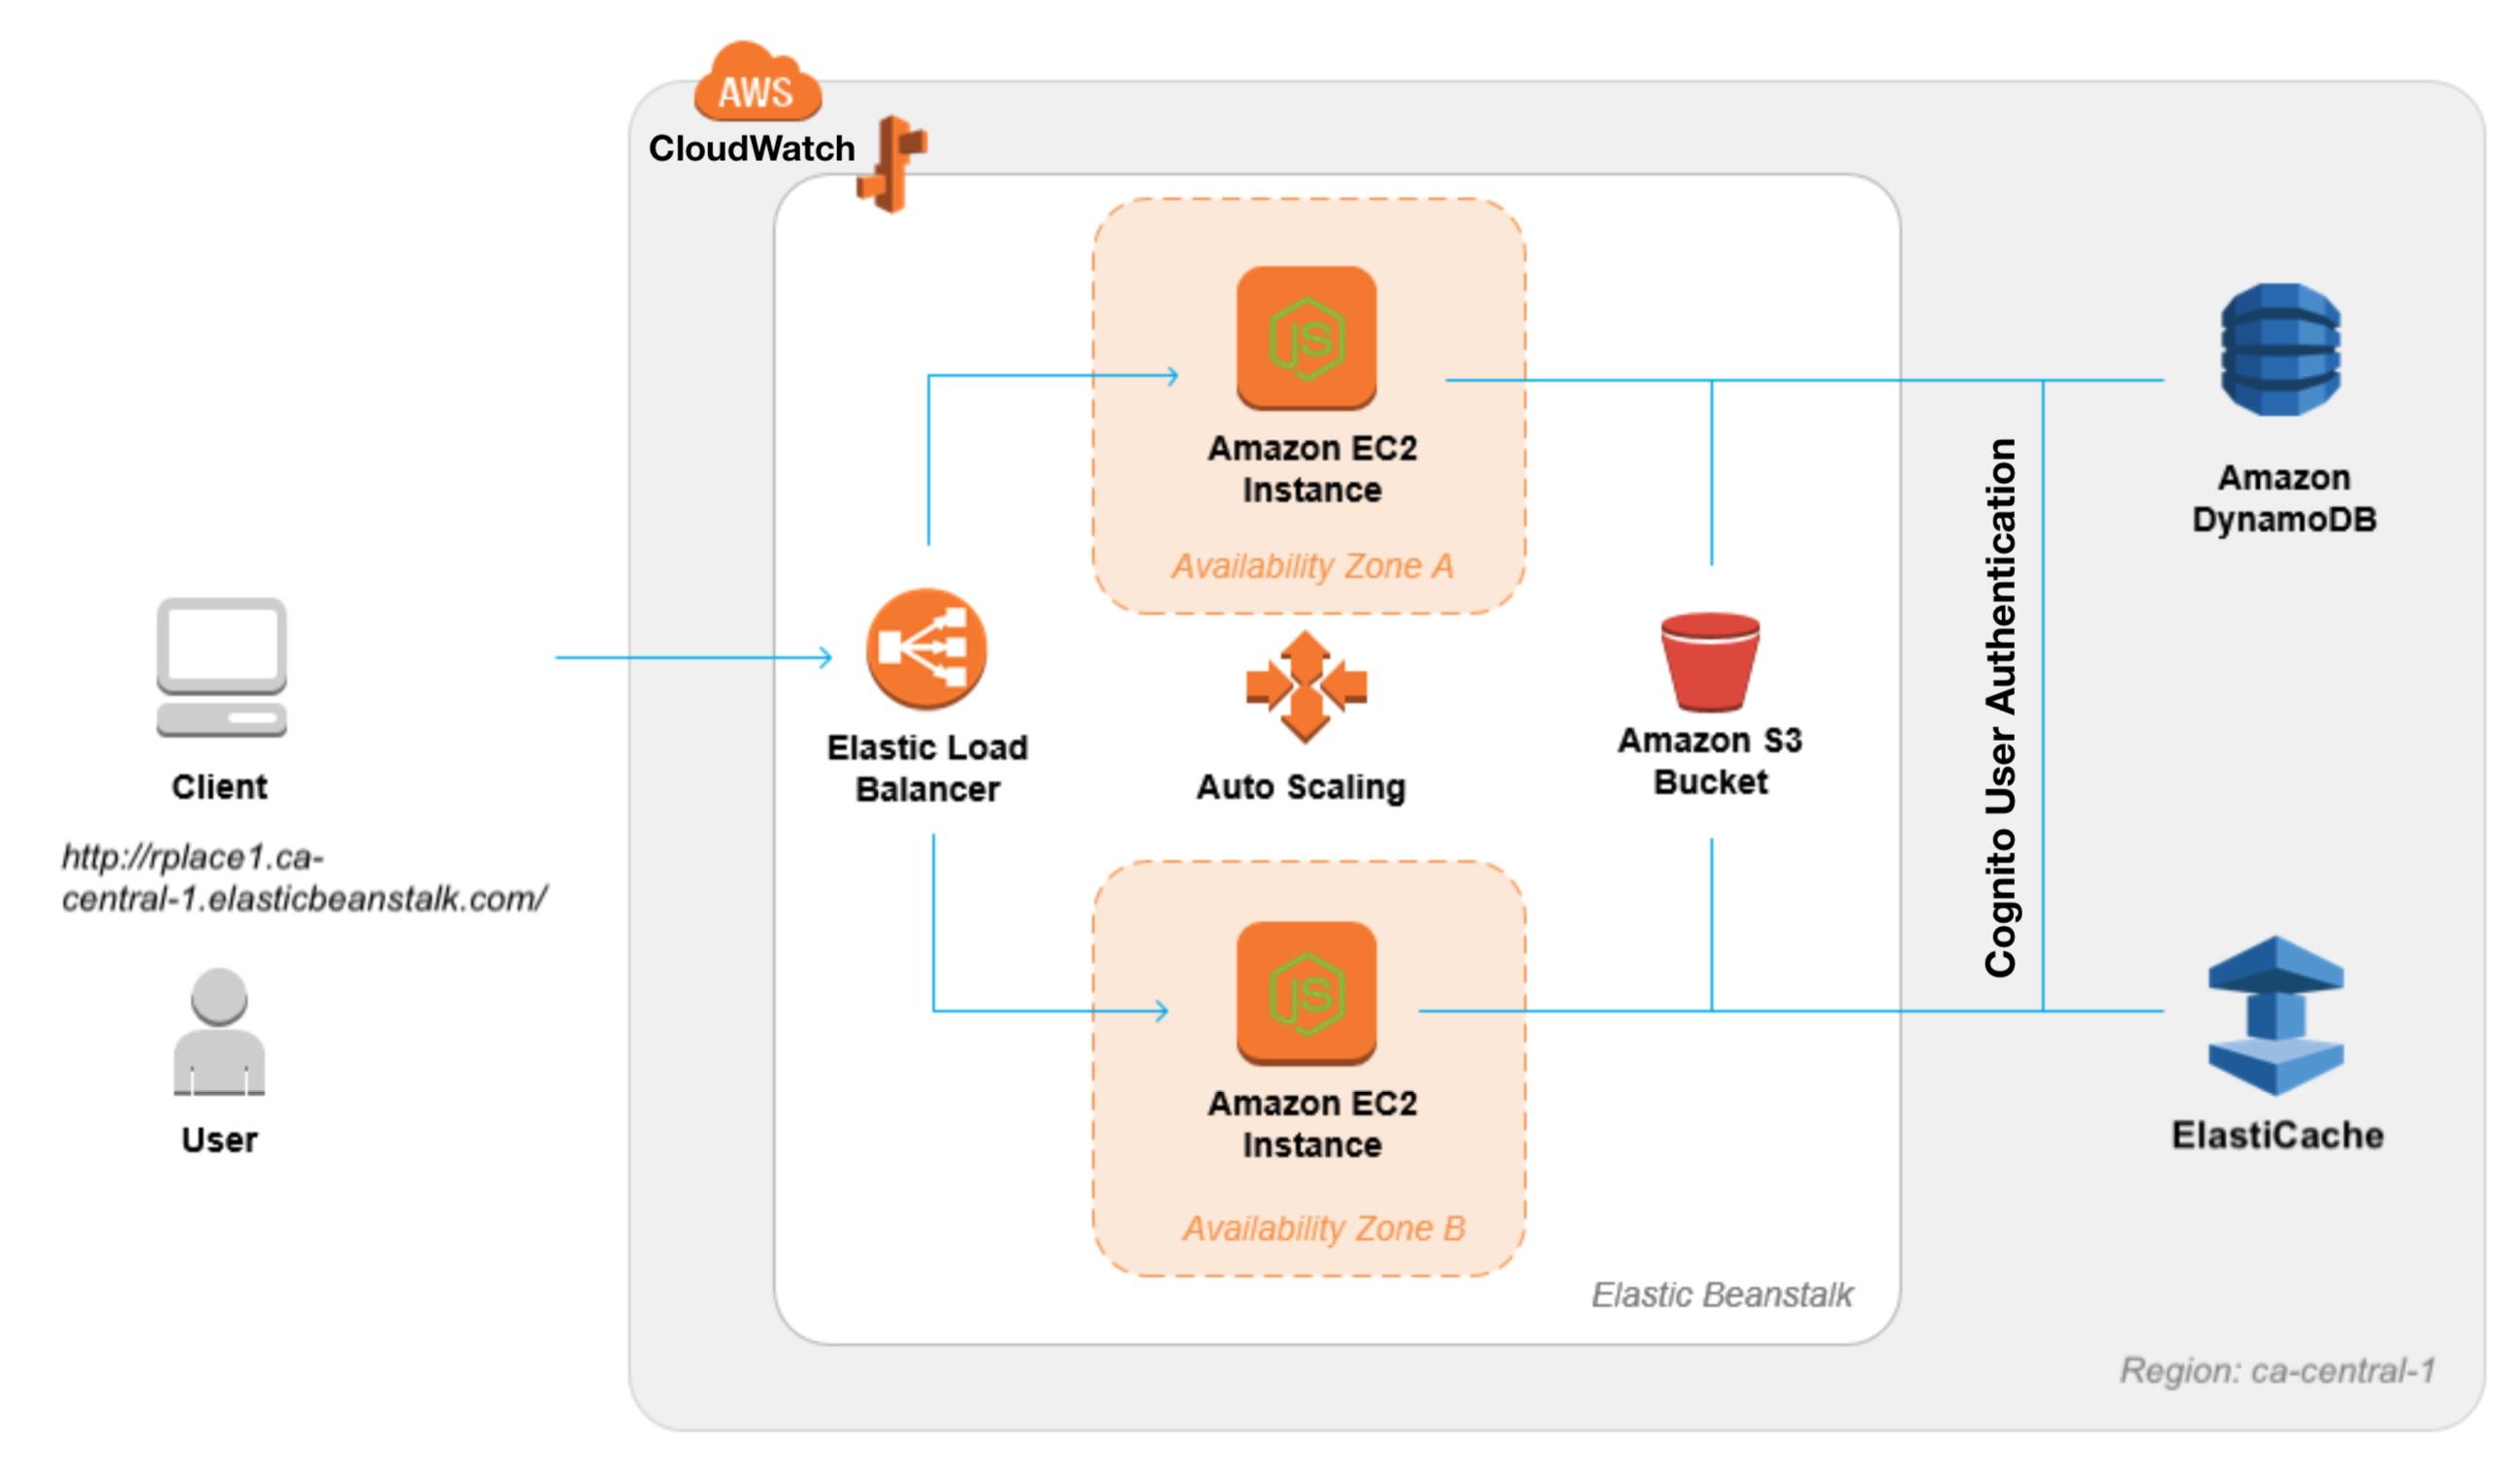 AWS
CloudWatch
JS
Amazon EC2
Instance
Availability Zone A
Amazon
DynamoDB
Cognito User Authentication
Client
http://rplace1.ca-
central-1.elasticbeanstalk.com/
User
Elastic Load
Balancer
Auto Scaling
Amazon S3
Bucket
JS
Amazon EC2
Instance
Availability Zone B
ElastiCache
Elastic Beanstalk
Region: ca-central-1